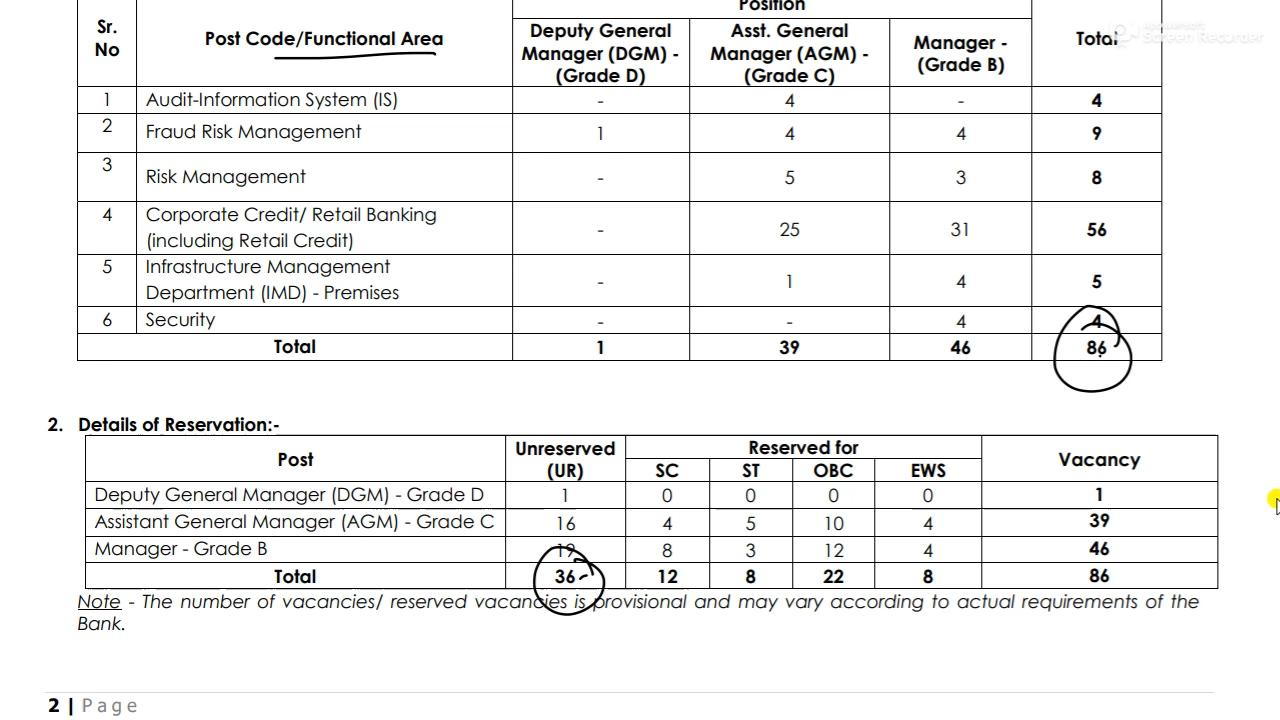 Position
Sr. No | Post Code/Functional Area | Deputy General Manager (DGM) - (Grade D) | Asst. General Manager (AGM) - (Grade C) | Manager - (Grade B) | Total
1 | Audit-Information System (IS) | - | 4 | - | 4
2 | Fraud Risk Management | 1 | 4 | 4 | 9
3 | Risk Management | - | 5 | 3 | 8
4 | Corporate Credit/ Retail Banking (including Retail Credit) | - | 25 | 31 | 56
5 | Infrastructure Management Department (IMD) - Premises | - | 1 | 4 | 5
6 | Security | - | - | 4 | 4
Total | 1 | 39 | 46 | 86
2. Details of Reservation:-
Post | Unreserved (UR) | Reserved for | Vacancy
SC | ST | OBC | EWS
Deputy General Manager (DGM) - Grade D | 1 | 0 | 0 | 0 | 0 | 1
Assistant General Manager (AGM) - Grade C | 16 | 4 | 5 | 10 | 4 | 39
Manager - Grade B | 19 | 8 | 3 | 12 | 4 | 46
Total | 36 | 12 | 8 | 22 | 8 | 86
Note - The number of vacancies/ reserved vacancies is provisional and may vary according to actual requirements of the
Bank.
2 | Page
Screen Recorder